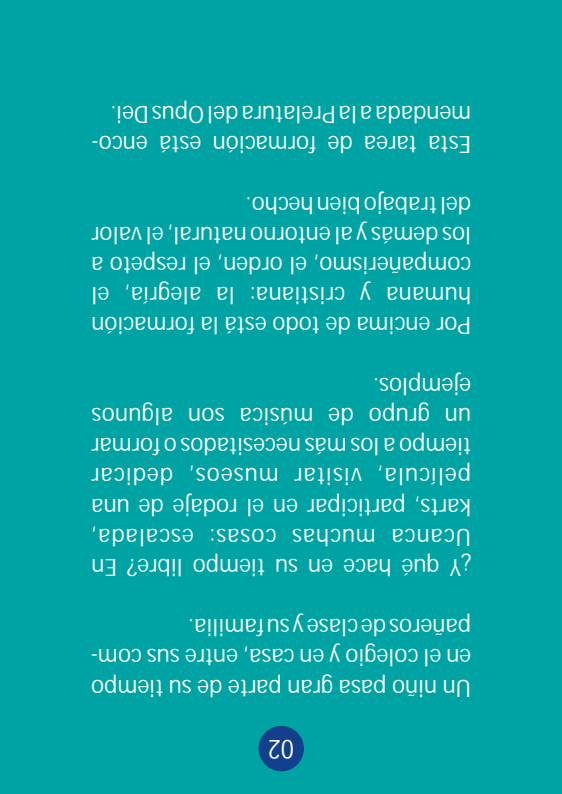 02
Un niño pasa gran parte de su tiempo
en el colegio y en casa, entre sus com-
pañeros de clase y su familia.
¿Y qué hace en su tiempo libre? En
Ucanca muchas cosas: escalada,
karts, participar en el rodaje de una
película, visitar museos, dedicar
tiempo a los más necesitados o formar
un grupo de música son algunos
ejemplos.
Por encima de todo está la formación
humana y cristiana: la alegría, el
compañerismo, el orden, el respeto a
los demás y al entorno natural, el valor
del trabajo bien hecho.
Esta tarea de formación está enco-
mendada a la Prelatura del Opus Dei.